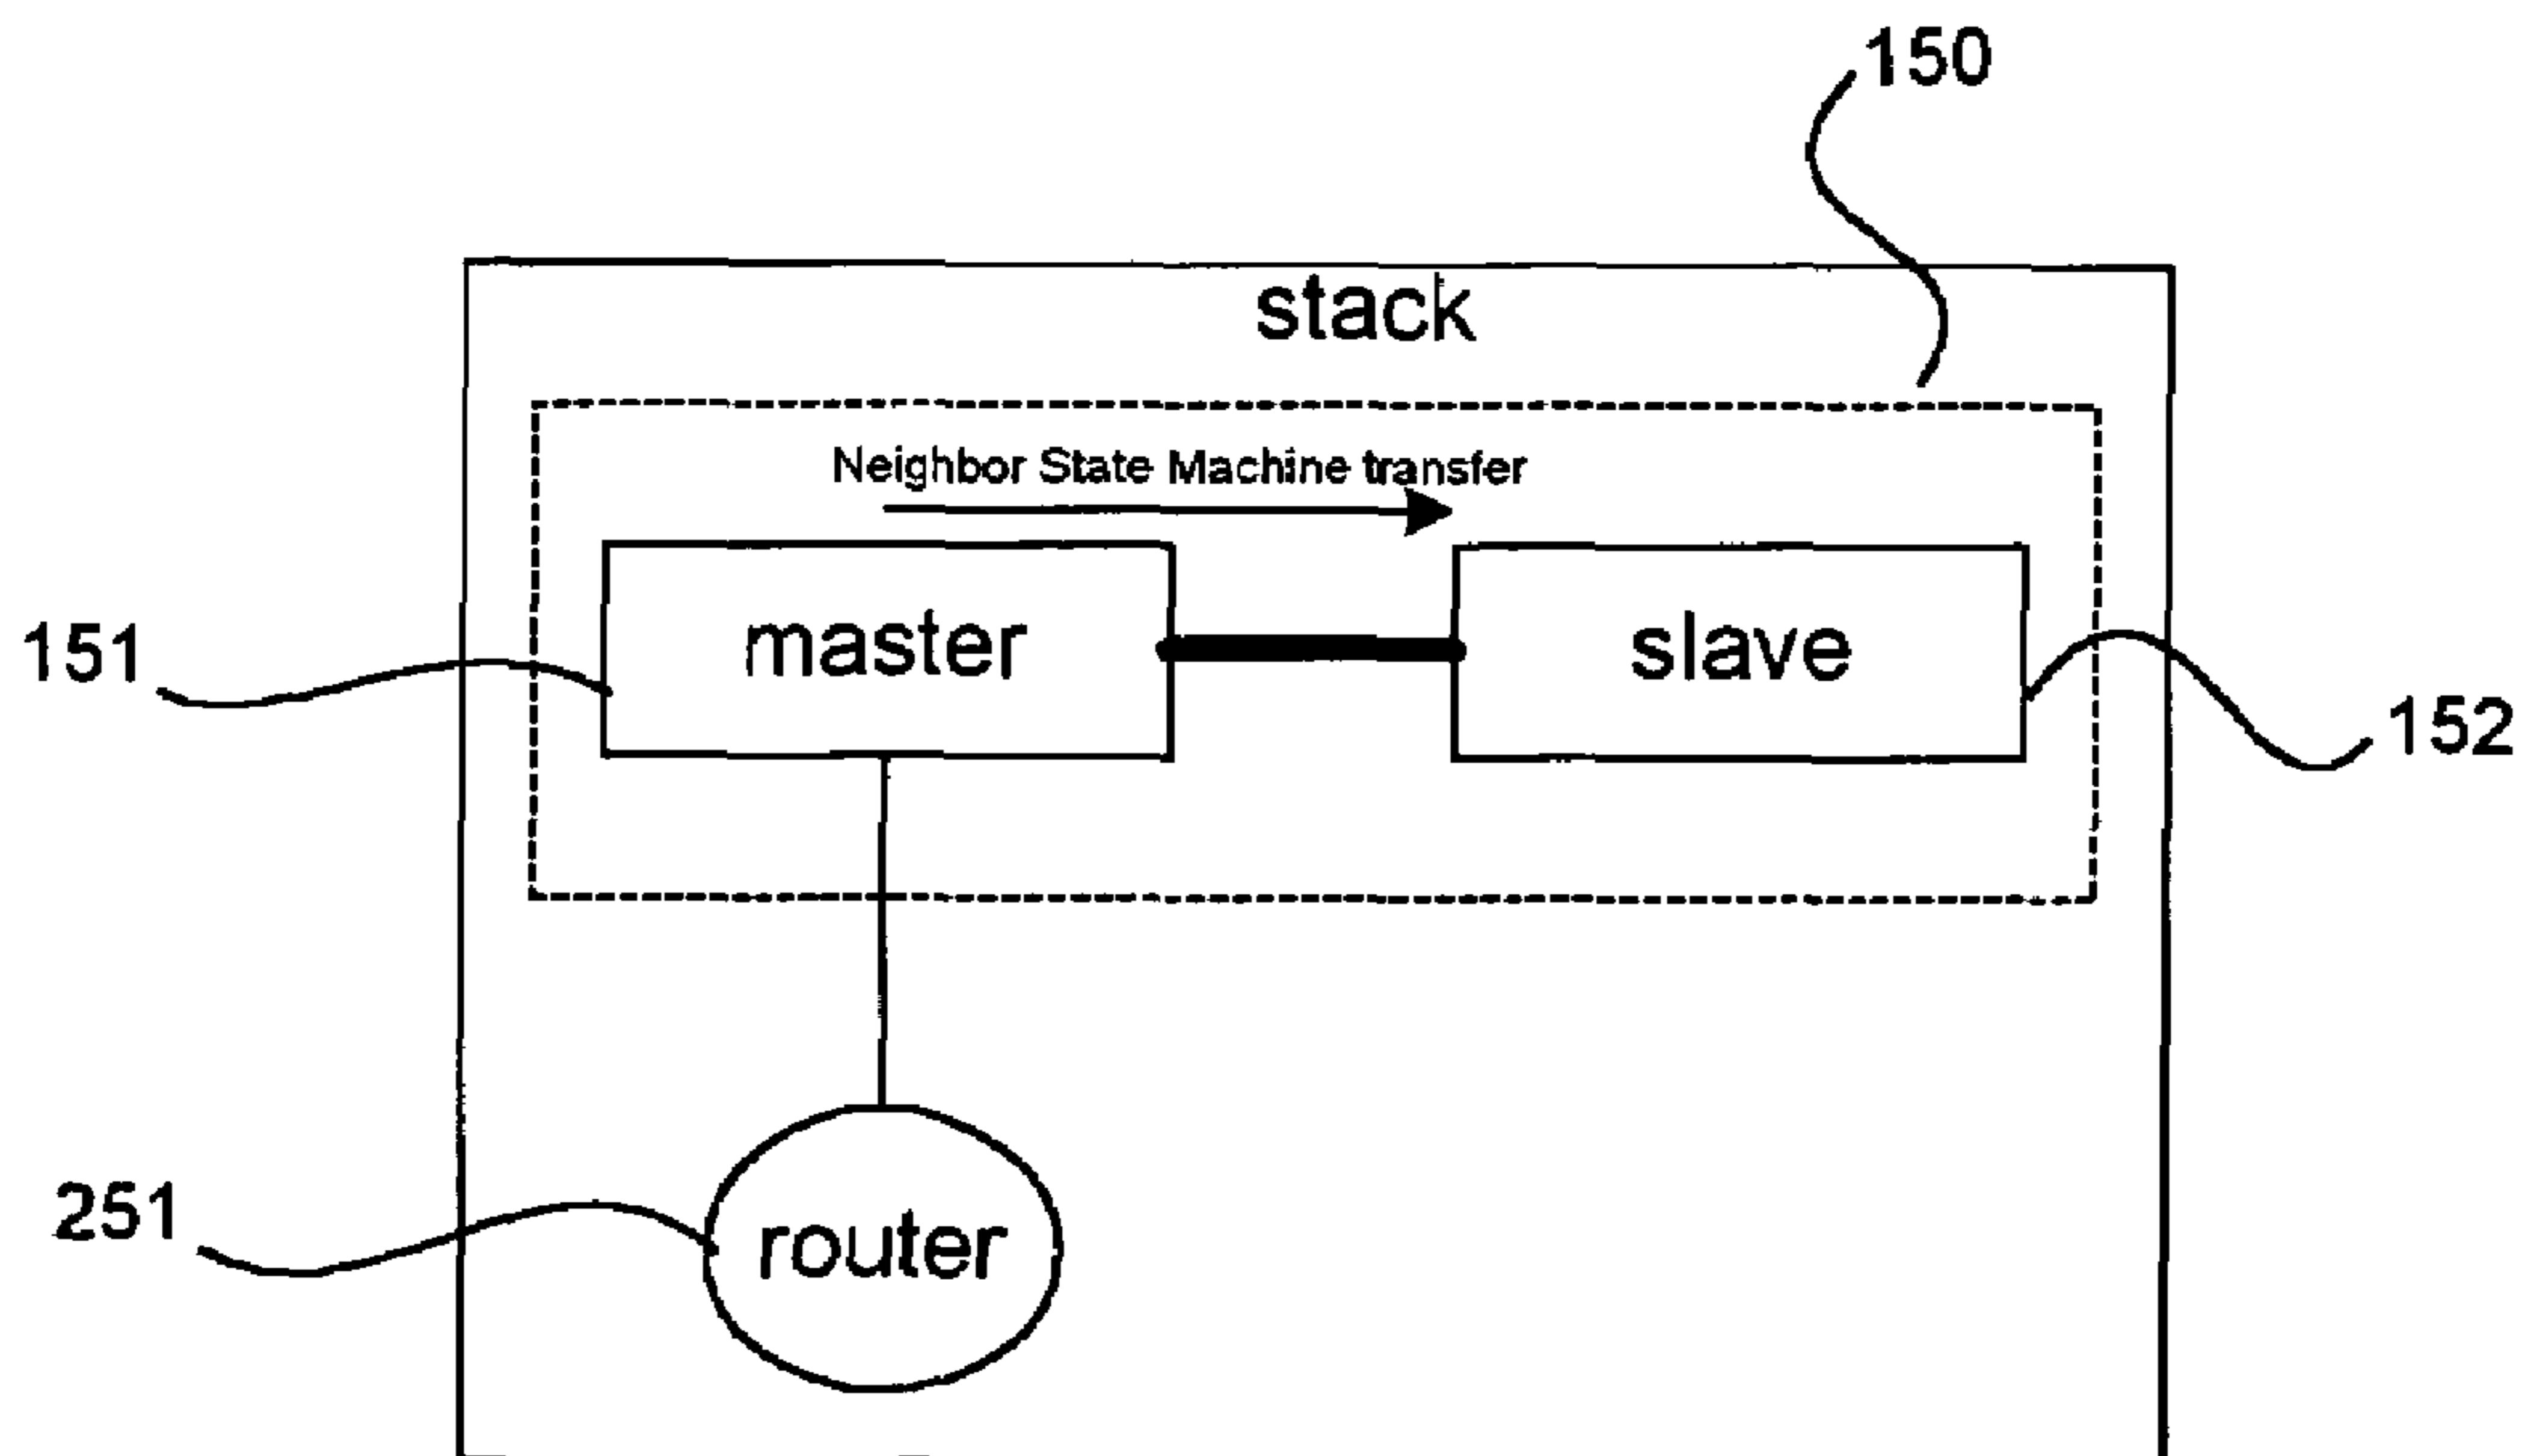 150
stack
Neighbor State Machine transfer
151
master
slave
152
251
router